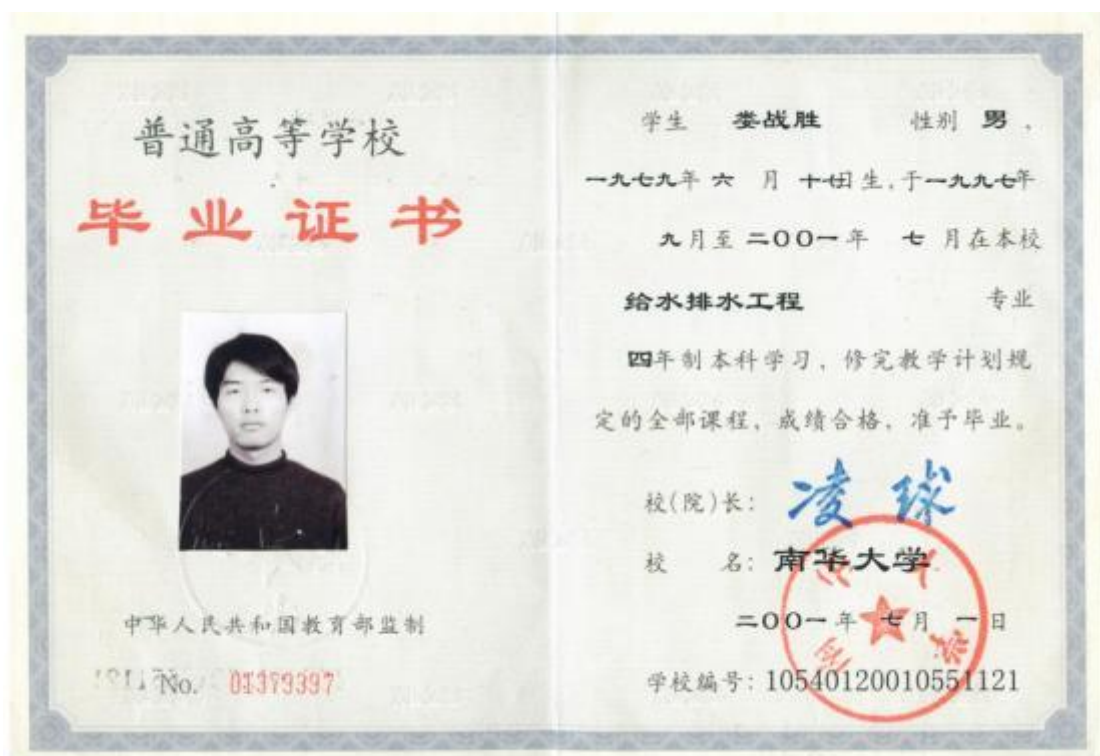 普通高等学校
毕业证书
中华人民共和国教育部监制
No. 01379397
学生 娄战胜 性别 男,
一九七九年 六 月 十七日生,于一九九七年
九月至 二〇〇一 年 七 月在本校
给水排水工程 专业
四年制本科学习,修完教学计划规
定的全部课程,成绩合格,准予毕业。
校(院)长: 凌球
校 名: 南华大学
二〇〇一 年 七 月 一 日
学校编号: 105401200105551121